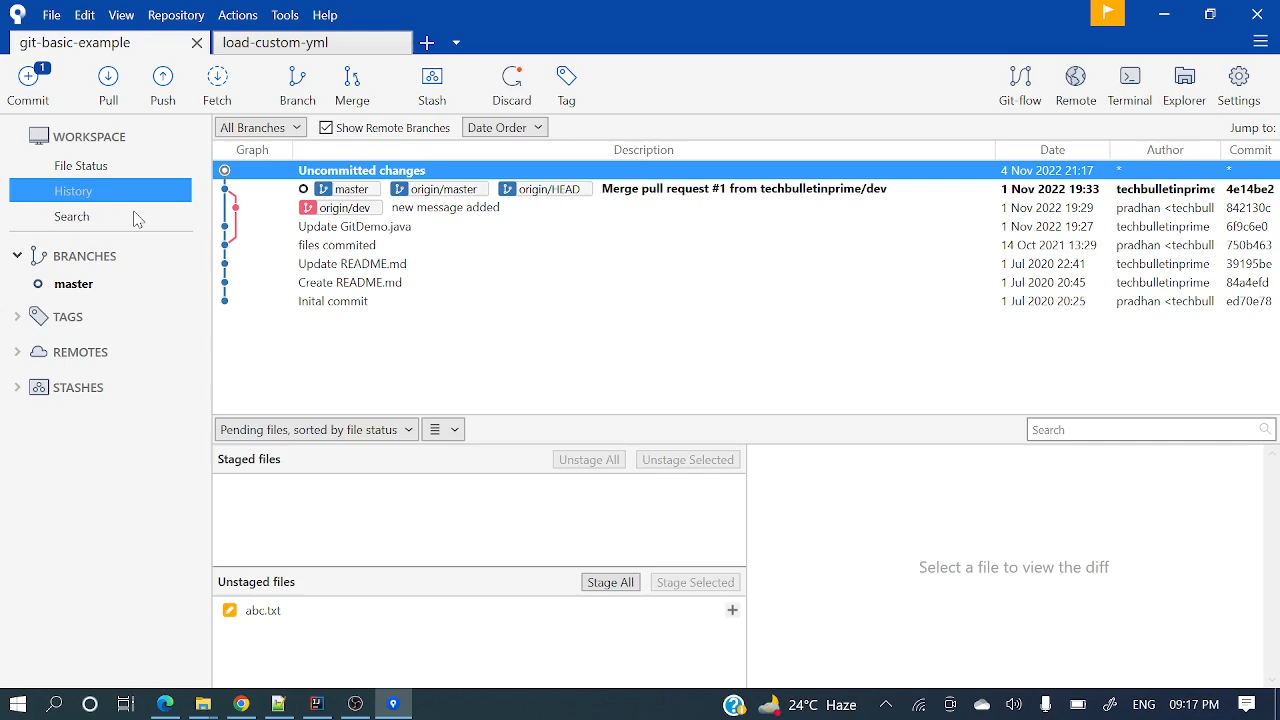 File Edit View Repository Actions Tools Help
git-basic-example load-custom-yml
1
Commit Pull Push Fetch Branch Merge Stash Discard Tag Git-flow Remote Terminal Explorer Settings
WORKSPACE
File Status
History
Search
BRANCHES
master
TAGS
REMOTES
STASHES
All Branches Show Remote Branches Date Order Jump to:
Graph Description Date Author Commit
Uncommitted changes 4 Nov 2022 21:17 * *
master origin/master origin/HEAD Merge pull request #1 from techbulletinprime/dev 1 Nov 2022 19:33 techbulletinprime 4e14be2
origin/dev new message added 1 Nov 2022 19:29 pradhan <techbull 842130c
Update GitDemo.java 1 Nov 2022 19:27 techbulletinprime 6f9c6e0
files commited 14 Oct 2021 13:29 pradhan <techbull 750b463
Update README.md 1 Jul 2020 22:41 techbulletinprime 39195be
Create README.md 1 Jul 2020 20:45 techbulletinprime 84a4efd
Inital commit 1 Jul 2020 20:25 pradhan <techbull ed70e78
Pending files, sorted by file status Search
Staged files Unstage All Unstage Selected
Select a file to view the diff
Unstaged files Stage All Stage Selected
abc.txt
24°C Haze ENG 09:17 PM